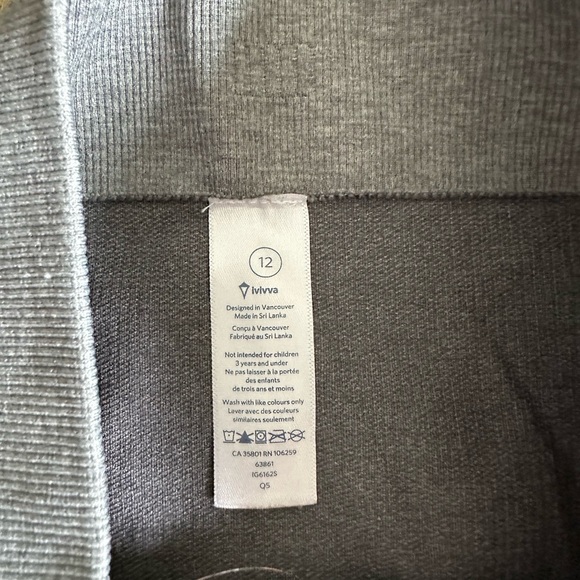 12
ivivva
Designed in Vancouver
Made in Sri Lanka
Conçu à Vancouver
Fabriqué au Sri Lanka
Not intended for children
3 years and under
Ne pas laisser à la portée
des enfants
de trois ans et moins
Wash with like colours only
Laver avec des couleurs
similaires seulement
CA 35801 RN 106259
63861
IG6162S
Q5